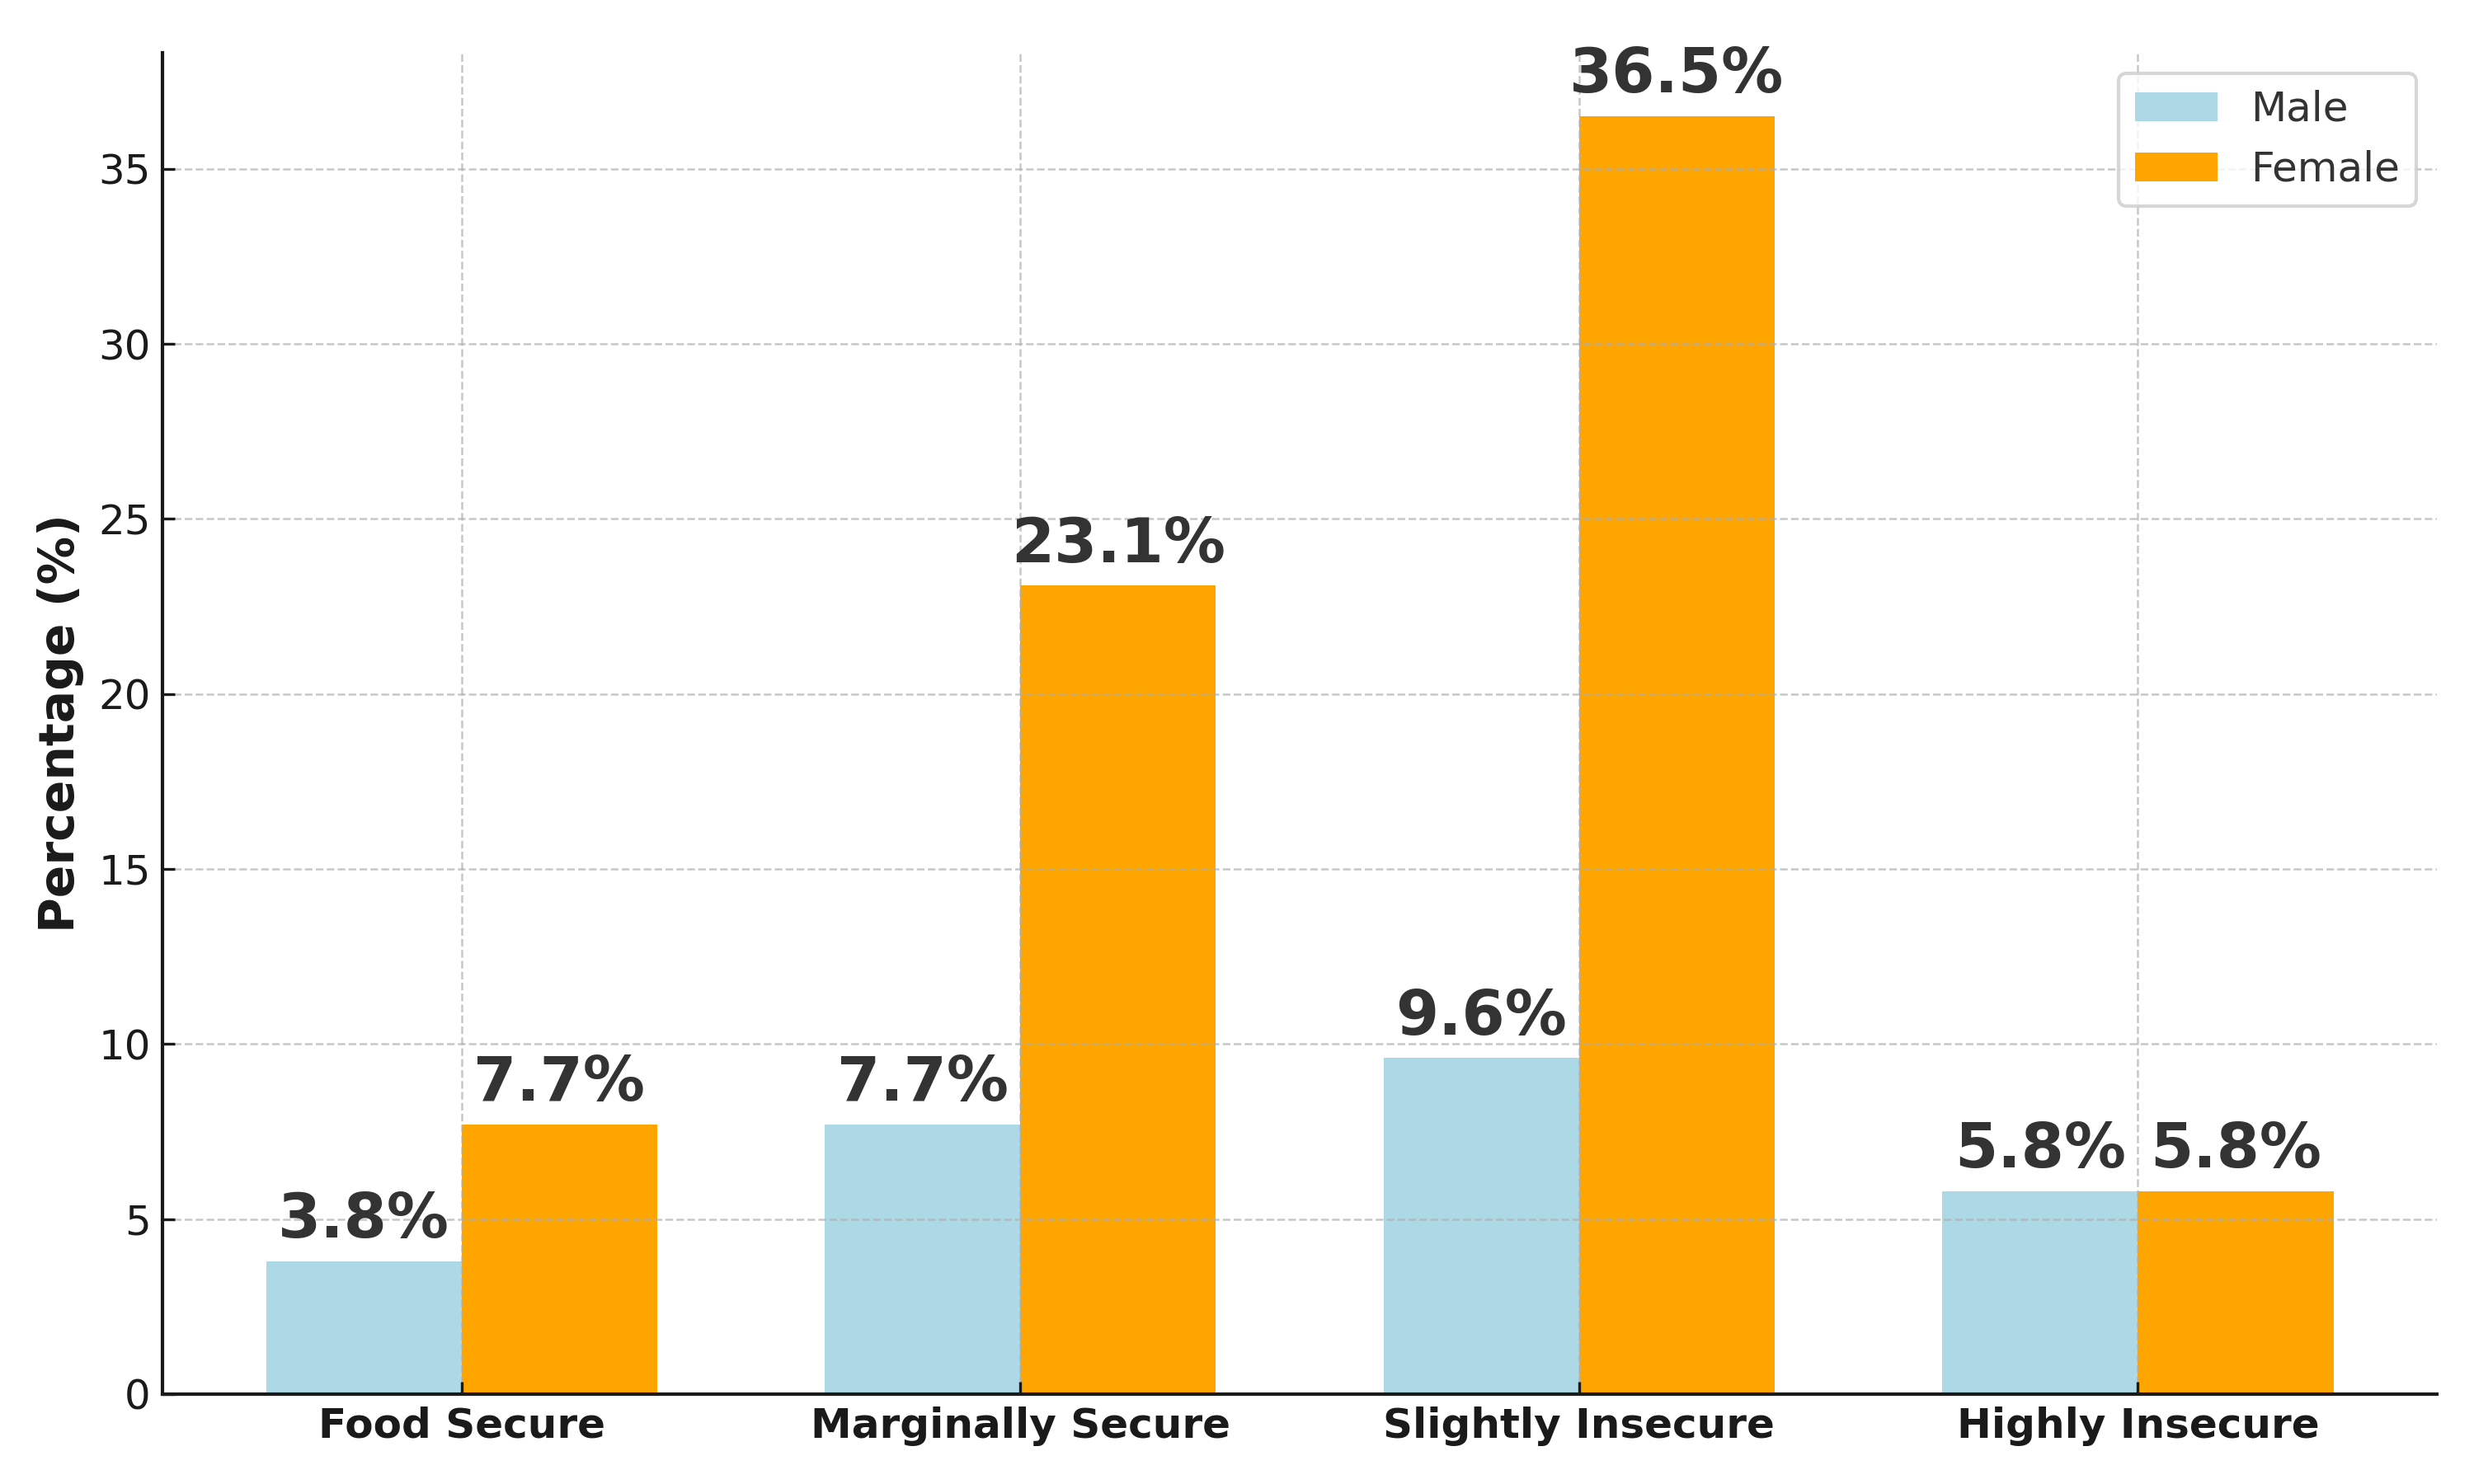 36.5%
Male
Female
35
30
25
23.1%
20
15
10
9.6%
7.7%
7.7%
5.8%
5.8%
5
3.8%
0
Percentage (%)
Food Secure
Marginally Secure
Slightly Insecure
Highly Insecure